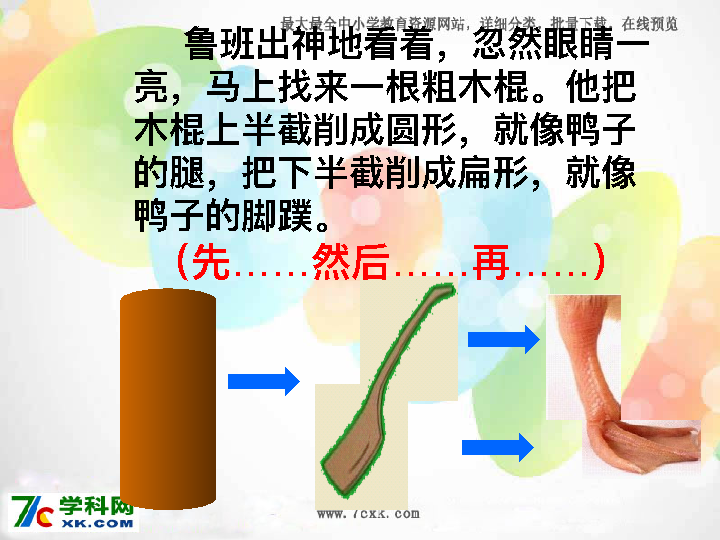 最大最全中小学教育资源网站，详细分类，批量下载，在线预览
鲁班出神地看着，忽然眼睛一
亮，马上找来一根粗木棍。他把
木棍上半截削成圆形，就像鸭子
的腿，把下半截削成扁形，就像
鸭子的脚蹼。
（先……然后……再……）
学科网
XK.COM
www.7cxk.com